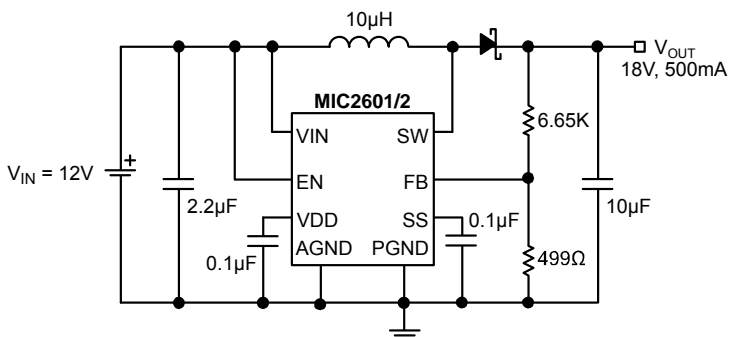 10µH
VOUT
18V, 500mA
MIC2601/2
VIN
SW
6.65K
VIN = 12V
+
EN
FB
2.2µF
10µF
VDD
SS
0.1µF
AGND
PGND
0.1µF
499Ω